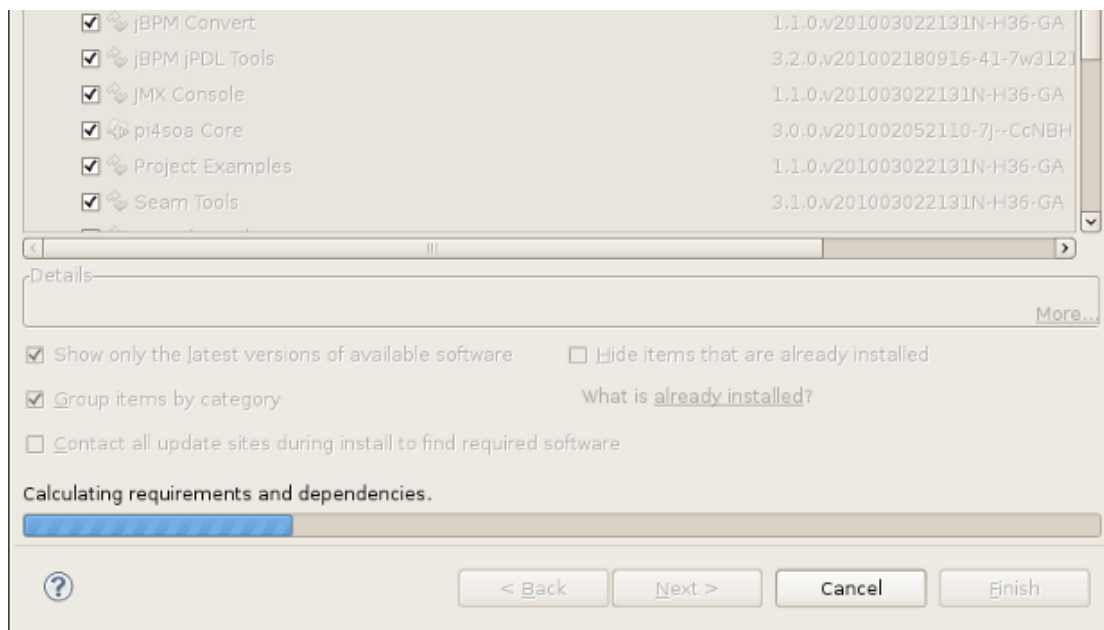 jBPM Convert 1.1.0.v201003022131N-H36-GA
jBPM jPDL Tools 3.2.0.v201002180916-41-7w3121
JMX Console 1.1.0.v201003022131N-H36-GA
pi4soa Core 3.0.0.v201002052110-7j--CcNBH
Project Examples 1.1.0.v201003022131N-H36-GA
Seam Tools 3.1.0.v201003022131N-H36-GA
Details
More...
Show only the latest versions of available software Hide items that are already installed
Group items by category What is already installed?
Contact all update sites during install to find required software
Calculating requirements and dependencies.
? < Back Next > Cancel Finish